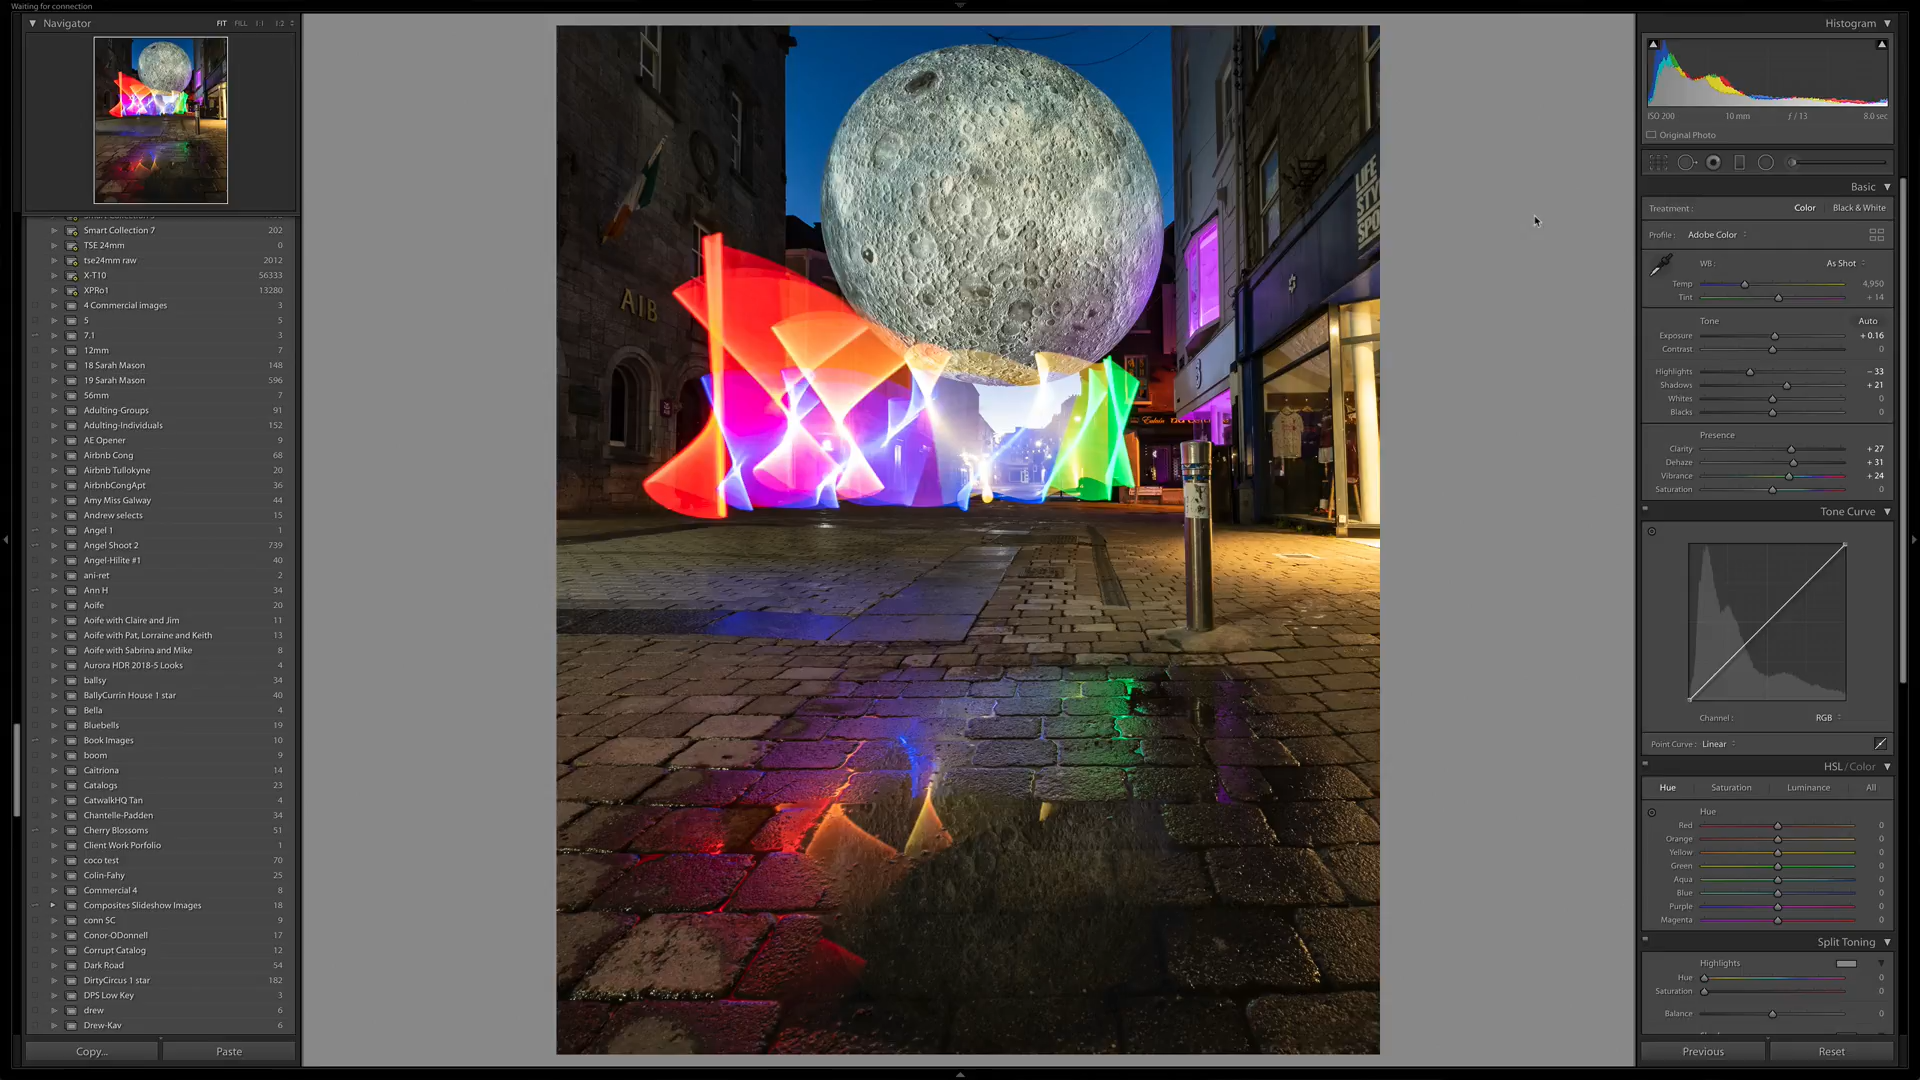 Waiting for connection
Navigator
FIT FILL 1:1 1:2
Smart Collection 7 202
TSE 24mm 0
tse24mm raw 2012
X-T10 56333
XPRo1 13280
4 Commercial images 3
5 5
7.1 3
12mm 7
18 Sarah Mason 148
19 Sarah Mason 596
56mm 7
Adulting-Groups 91
Adulting-Individuals 152
AE Opener 9
Airbnb Cong 68
Airbnb Tullokyne 20
AirbnbCongApt 36
Amy Miss Galway 44
Andrew selects 15
Angel 1 1
Angel Shoot 2 739
Angel-Hilite #1 40
ani-ret 2
Ann H 34
Aoife 20
Aoife with Claire and Jim 11
Aoife with Pat, Lorraine and Keith 13
Aoife with Sabrina and Mike 8
Aurora HDR 2018-5 Looks 4
ballsy 34
BallyCurrin House 1 star 40
Bella 4
Bluebells 19
Book Images 10
boom 9
Caitriona 14
Catalogs 23
CatwalkHQ Tan 4
Chantelle-Padden 34
Cherry Blossoms 51
Client Work Porfolio 1
coco test 70
Colin-Fahy 25
Commercial 4 8
Composites Slideshow Images 18
conn SC 9
Conor-ODonnell 17
Corrupt Catalog 12
Dark Road 54
DirtyCircus 1 star 182
DPS Low Key 3
drew 6
Drew-Kav 6
Copy... Paste
AIB
LIFE
STYLE
Histogram
ISO 200 10 mm ƒ / 13 8.0 sec
Original Photo
Basic
Treatment : Color Black & White
Profile : Adobe Color
WB : As Shot
Temp 4,950
Tint + 14
Tone Auto
Exposure + 0.16
Contrast 0
Highlights − 33
Shadows + 21
Whites 0
Blacks 0
Presence
Clarity + 27
Dehaze + 31
Vibrance + 24
Saturation 0
Tone Curve
Channel : RGB
Point Curve : Linear
HSL / Color
Hue Saturation Luminance All
Hue
Red 0
Orange 0
Yellow 0
Green 0
Aqua 0
Blue 0
Purple 0
Magenta 0
Split Toning
Highlights
Hue 0
Saturation 0
Balance 0
Previous Reset